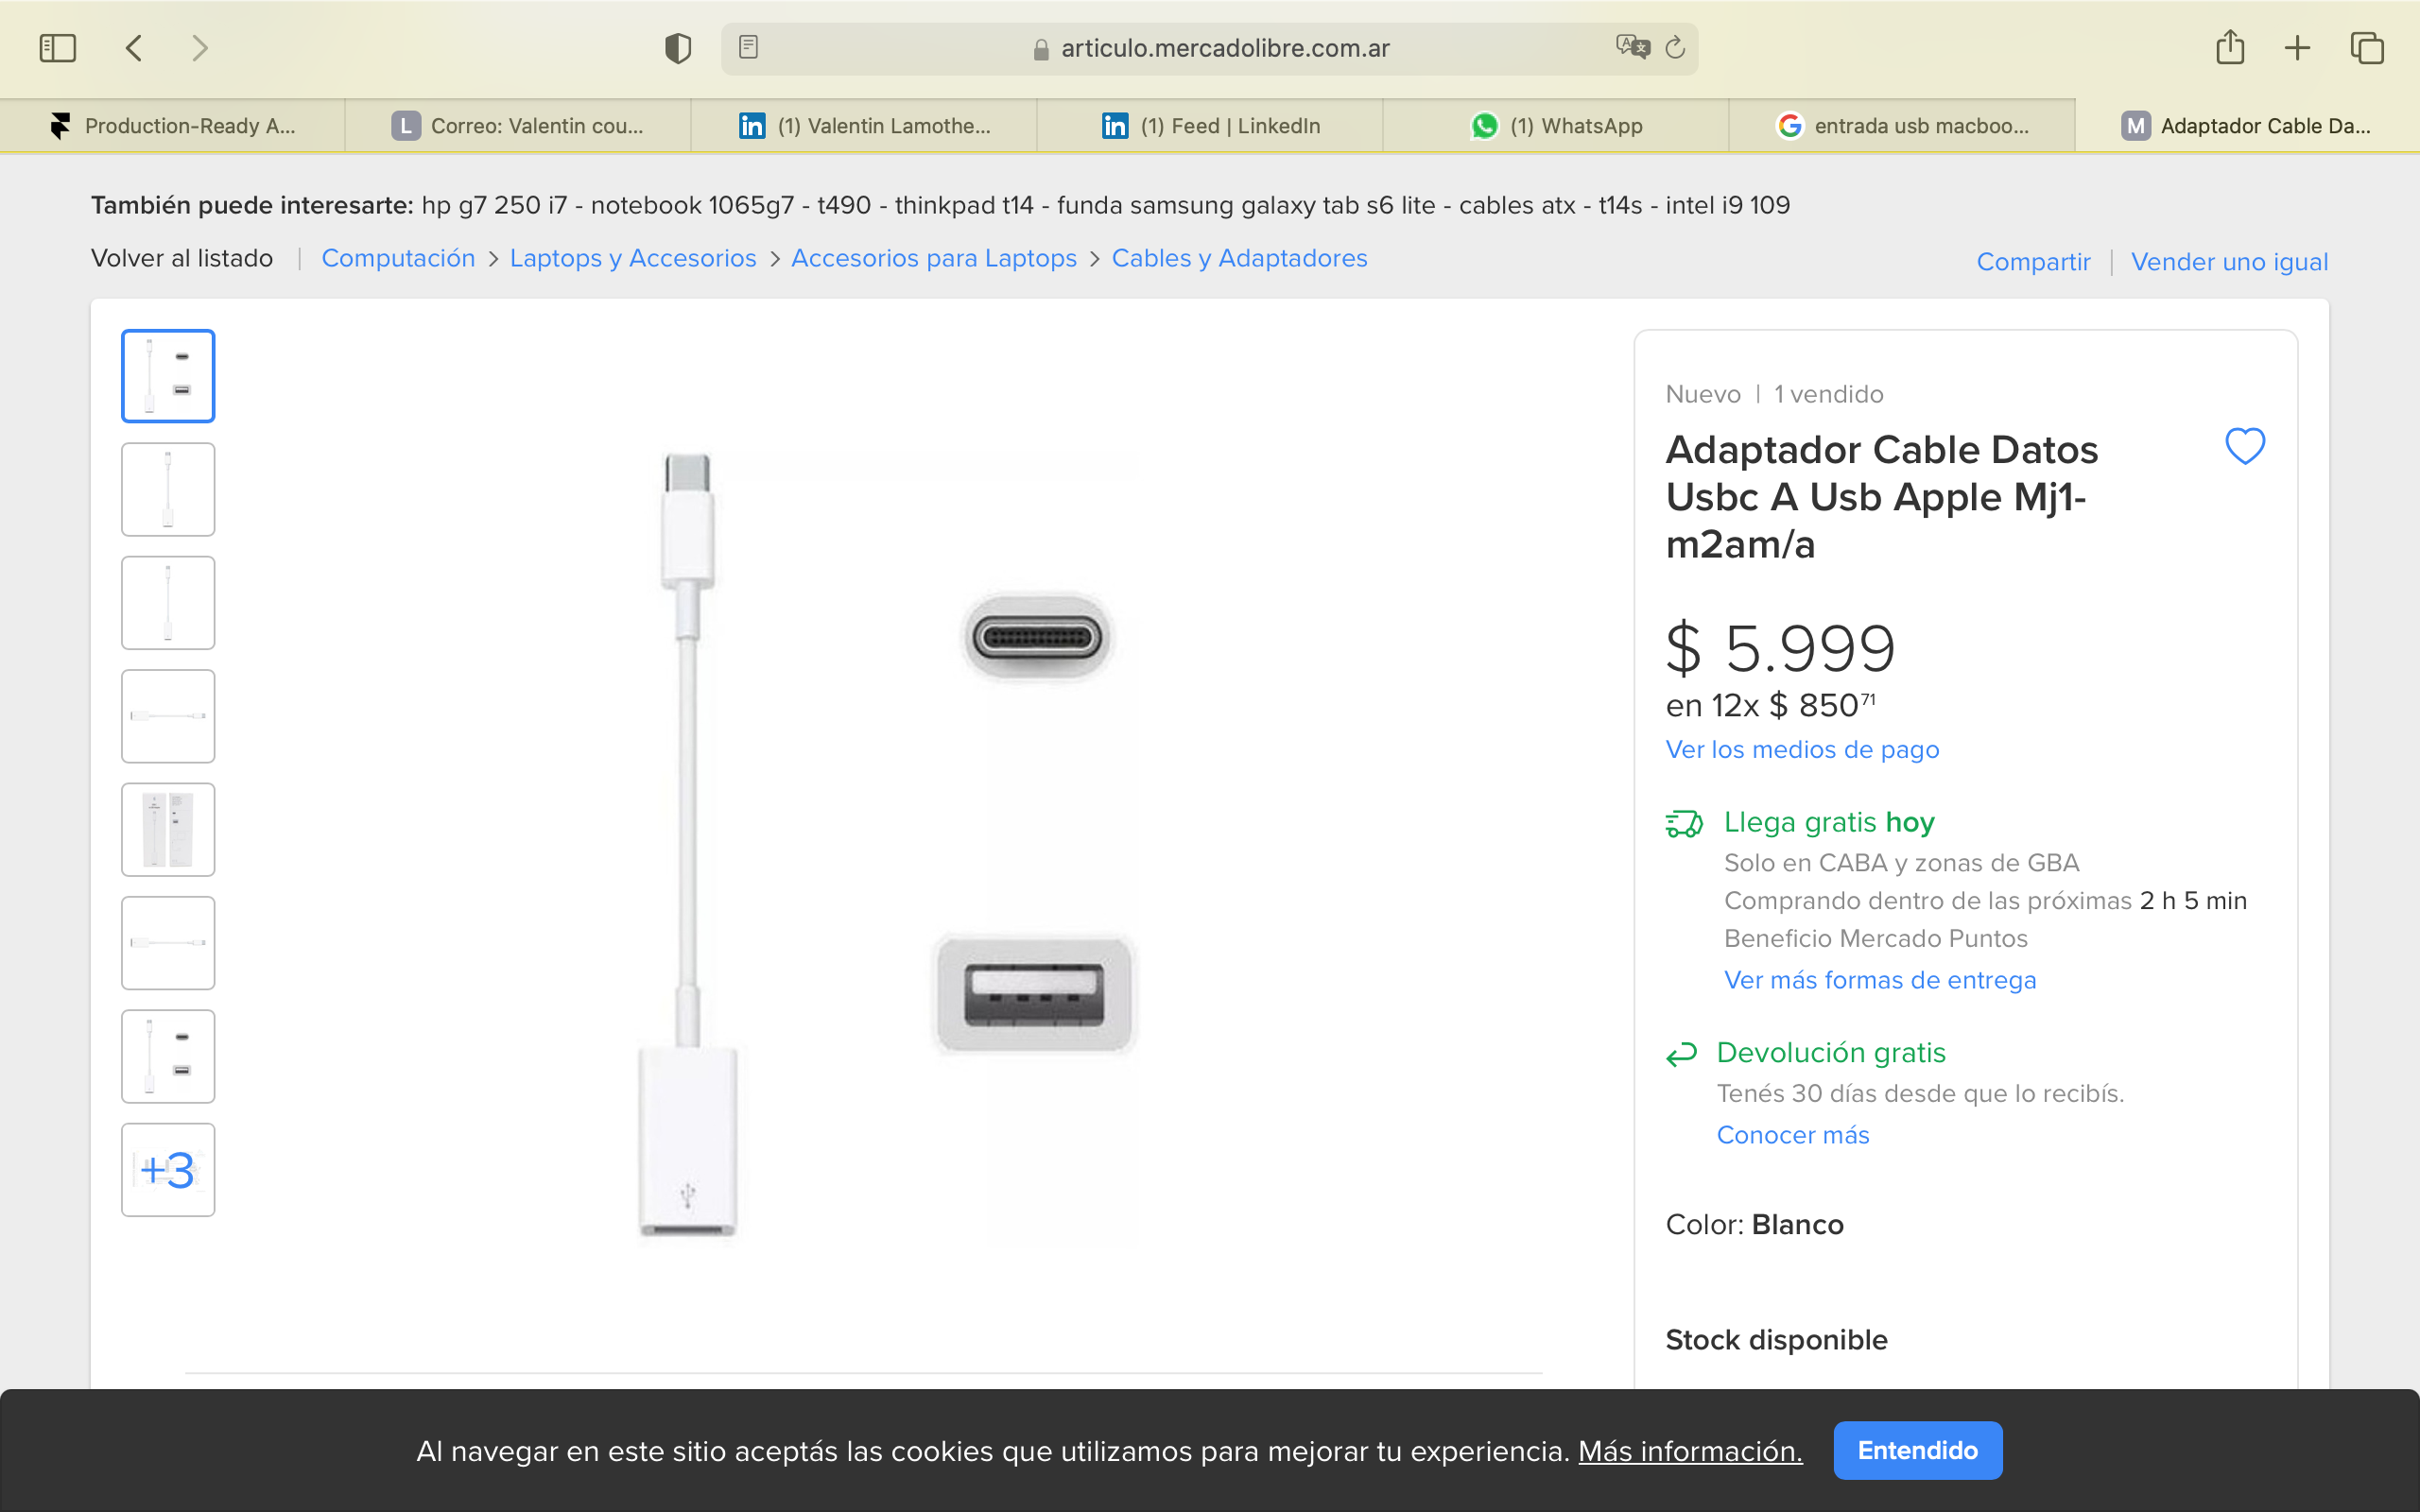 articulo.mercadolibre.com.ar
Production-Ready A...
L Correo: Valentin cou...
in (1) Valentin Lamothe...
in (1) Feed | LinkedIn
(1) WhatsApp
G entrada usb macboo...
M Adaptador Cable Da...
También puede interesarte: hp g7 250 i7 - notebook 1065g7 - t490 - thinkpad t14 - funda samsung galaxy tab s6 lite - cables atx - t14s - intel i9 109
Volver al listado | Computación > Laptops y Accesorios > Accesorios para Laptops > Cables y Adaptadores
Compartir | Vender uno igual
+3
Nuevo | 1 vendido
Adaptador Cable Datos
Usbc A Usb Apple Mj1-
m2am/a
$ 5.999
en 12x $ 850 71
Ver los medios de pago
Llega gratis hoy
Solo en CABA y zonas de GBA
Comprando dentro de las próximas 2 h 5 min
Beneficio Mercado Puntos
Ver más formas de entrega
Devolución gratis
Tenés 30 días desde que lo recibís.
Conocer más
Color: Blanco
Stock disponible
Al navegar en este sitio aceptás las cookies que utilizamos para mejorar tu experiencia. Más información.
Entendido